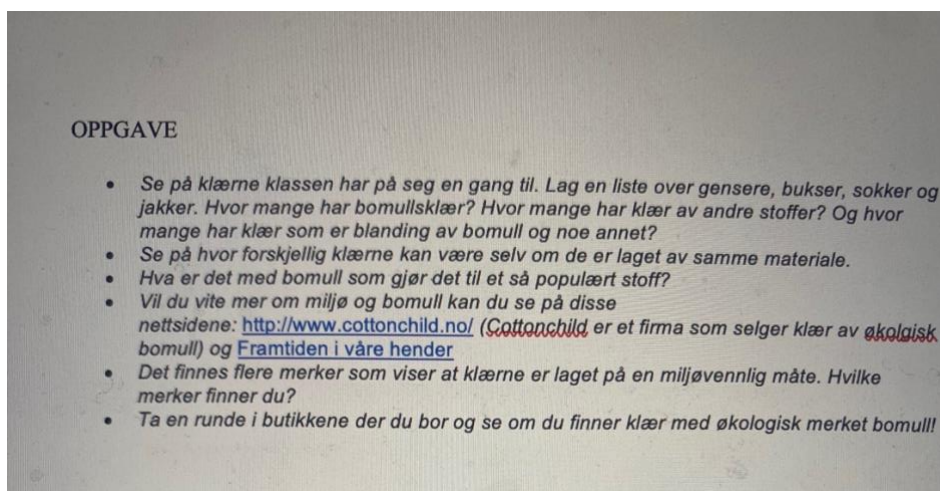 OPPGAVE
• Se på klærne klassen har på seg en gang til. Lag en liste over gensere, bukser, sokker og
jakker. Hvor mange har bomullsklær? Hvor mange har klær av andre stoffer? Og hvor
mange har klær som er blanding av bomull og noe annet?
• Se på hvor forskjellig klærne kan være selv om de er laget av samme materiale.
• Hva er det med bomull som gjør det til et så populært stoff?
• Vil du vite mer om miljø og bomull kan du se på disse
nettsidene: http://www.cottonchild.no/ (Cottonchild er et firma som selger klær av økolgisk
bomull) og Framtiden i våre hender
• Det finnes flere merker som viser at klærne er laget på en miljøvennlig måte. Hvilke
merker finner du?
• Ta en runde i butikkene der du bor og se om du finner klær med økologisk merket bomull!